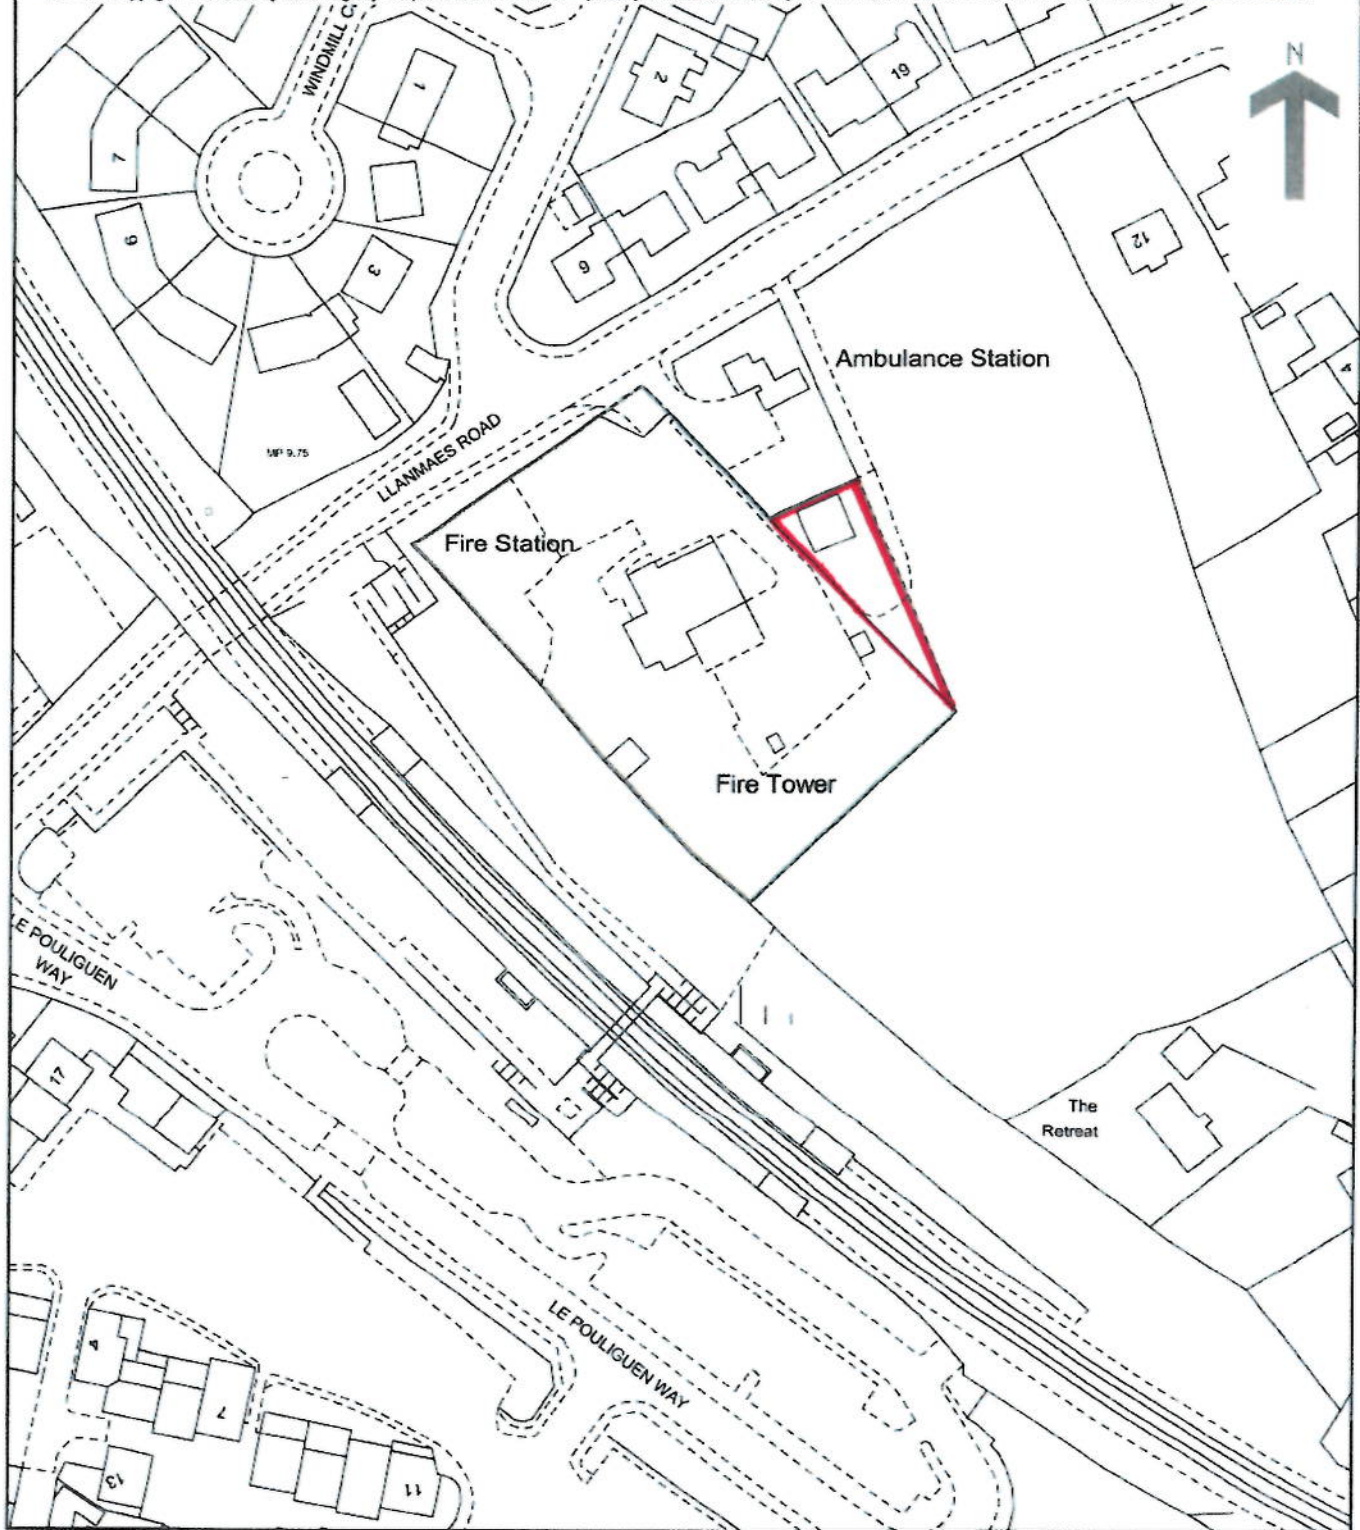 WINDMILL C
1
2
19
N
7
6
3
6
12
Ambulance Station
4
MP 9.75
LLANMAES ROAD
Fire Station
Fire Tower
LE POULIGUEN
WAY
17
The
Retreat
LE POULIGUEN WAY
4
7
13
11